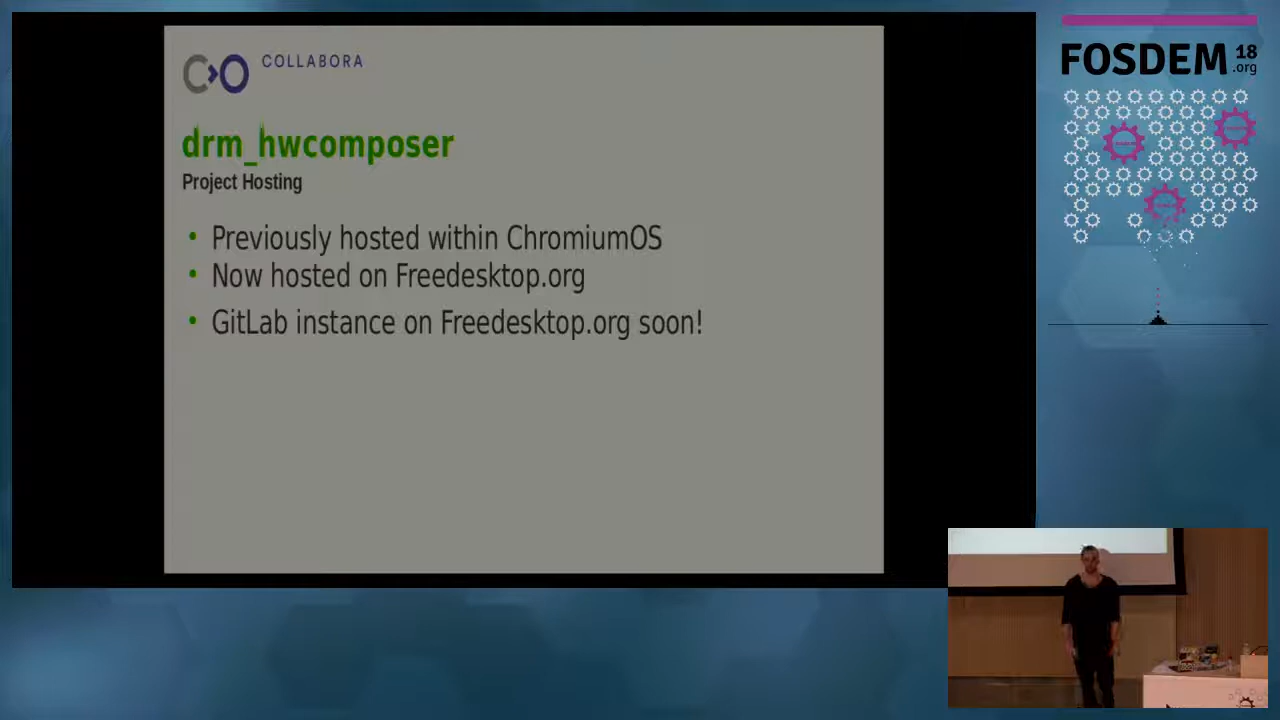 COLLABORA
drm_hwcomposer
Project Hosting
• Previously hosted within ChromiumOS
• Now hosted on Freedesktop.org
• GitLab instance on Freedesktop.org soon!
FOSDEM 18
.org